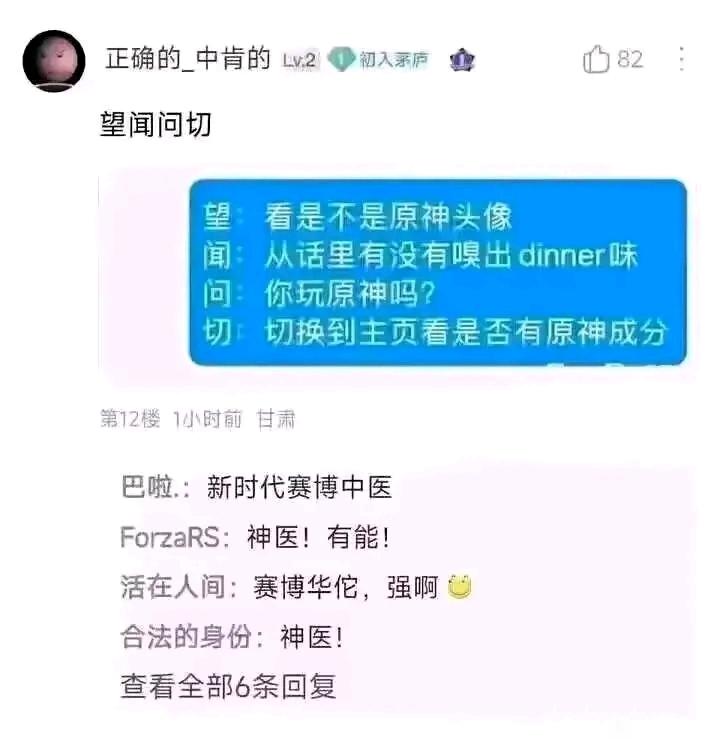 正确的_中肯的 Lv.2 1 初入茅庐 82
望闻问切
望: 看是不是原神头像
闻: 从话里有没有嗅出dinner味
问: 你玩原神吗?
切: 切换到主页看是否有原神成分
第12楼 1小时前 甘肃
巴啦.: 新时代赛博中医
ForzaRS: 神医! 有能!
活在人间: 赛博华佗，强啊
合法的身份: 神医!
查看全部6条回复